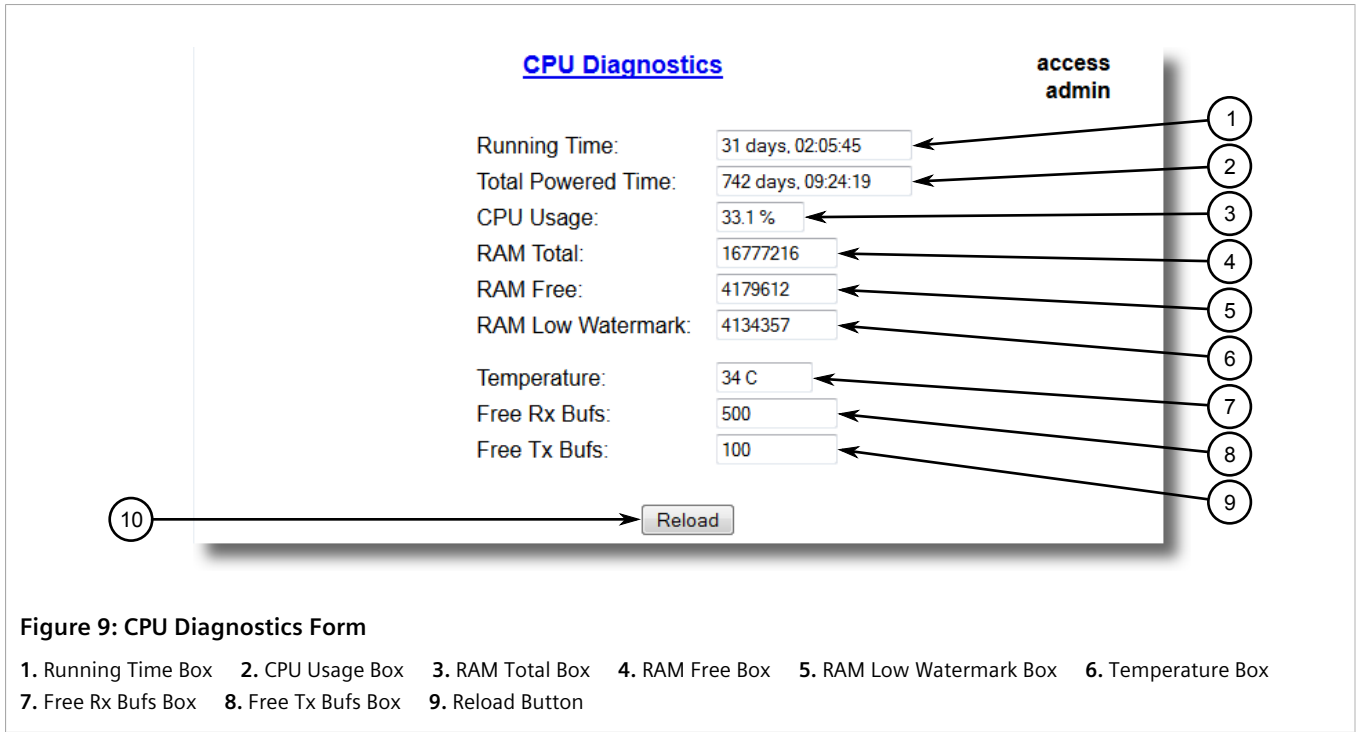 CPU Diagnostics
access
admin
Running Time: 31 days, 02:05:45 1
Total Powered Time: 742 days, 09:24:19 2
CPU Usage: 33.1 % 3
RAM Total: 16777216 4
RAM Free: 4179612 5
RAM Low Watermark: 4134357 6
Temperature: 34 C 7
Free Rx Bufs: 500 8
Free Tx Bufs: 100 9
10 Reload
Figure 9: CPU Diagnostics Form
1. Running Time Box 2. CPU Usage Box 3. RAM Total Box 4. RAM Free Box 5. RAM Low Watermark Box 6. Temperature Box
7. Free Rx Bufs Box 8. Free Tx Bufs Box 9. Reload Button